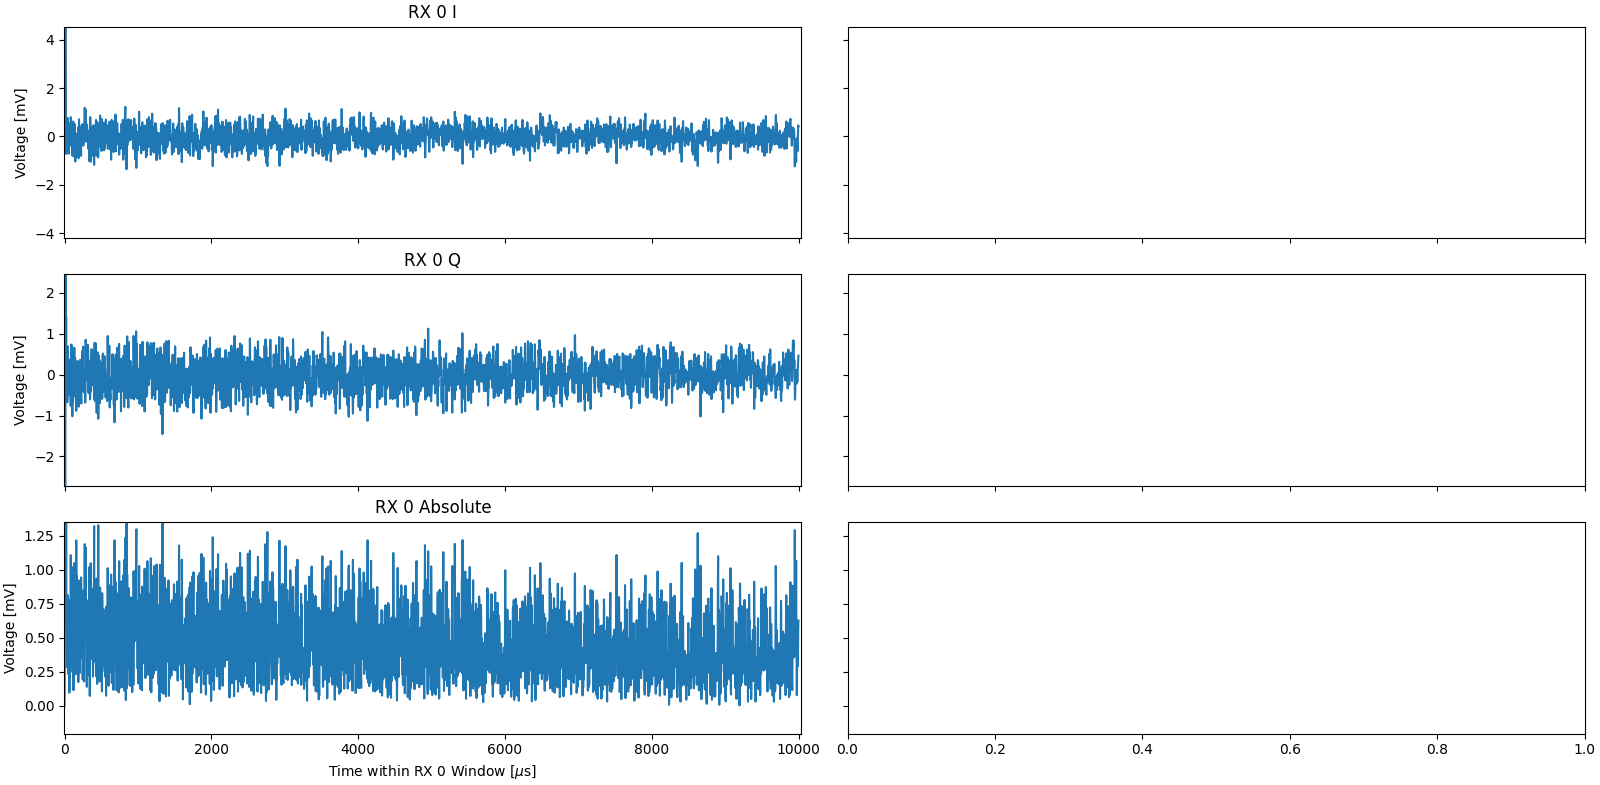 RX 0 I
Voltage [mV]
4
2
0
−2
−4
RX 0 Q
Voltage [mV]
2
1
0
−1
−2
RX 0 Absolute
Voltage [mV]
1.25
1.00
0.75
0.50
0.25
0.00
0 2000 4000 6000 8000 10000
Time within RX 0 Window [μs]
0.0 0.2 0.4 0.6 0.8 1.0